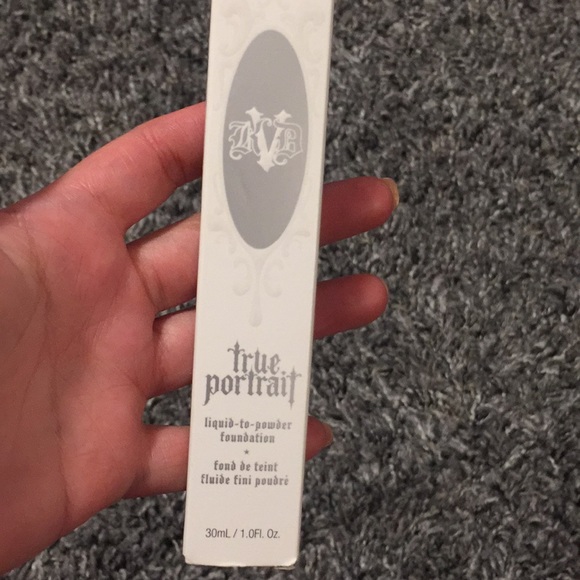 KVD
true
portrait
liquid-to-powder
foundation
*
fond de teint
fluide fini poudré
30mL / 1.0Fl. Oz.